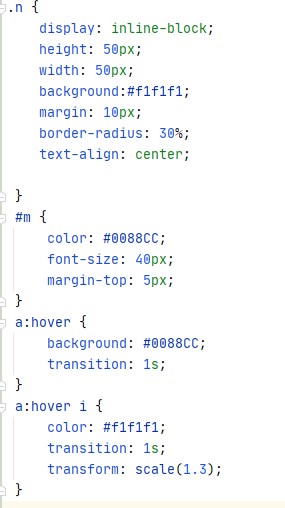 .n {
display: inline-block;
height: 50px;
width: 50px;
background:#f1f1f1;
margin: 10px;
border-radius: 30%;
text-align: center;
}
#m {
color: #0088CC;
font-size: 40px;
margin-top: 5px;
}
a:hover {
background: #0088CC;
transition: 1s;
}
a:hover i {
color: #f1f1f1;
transition: 1s;
transform: scale(1.3);
}